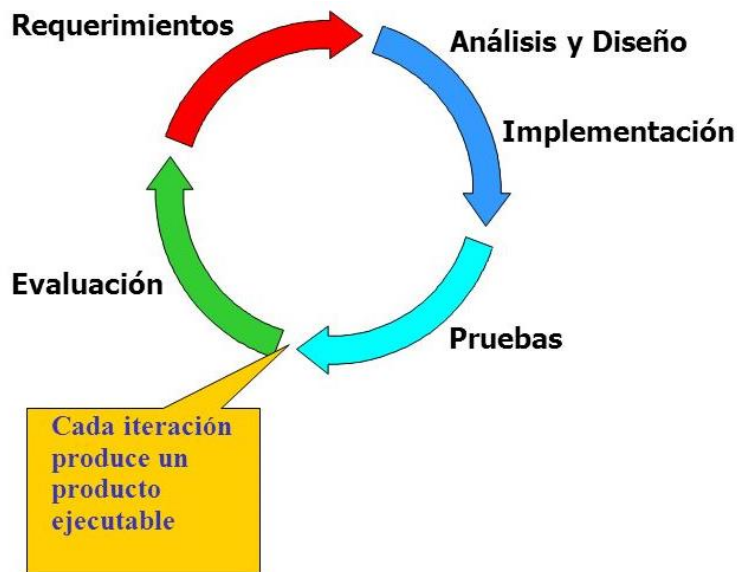 Requerimientos
Análisis y Diseño
Implementación
Evaluación
Pruebas
Cada iteración
produce un
producto
ejecutable